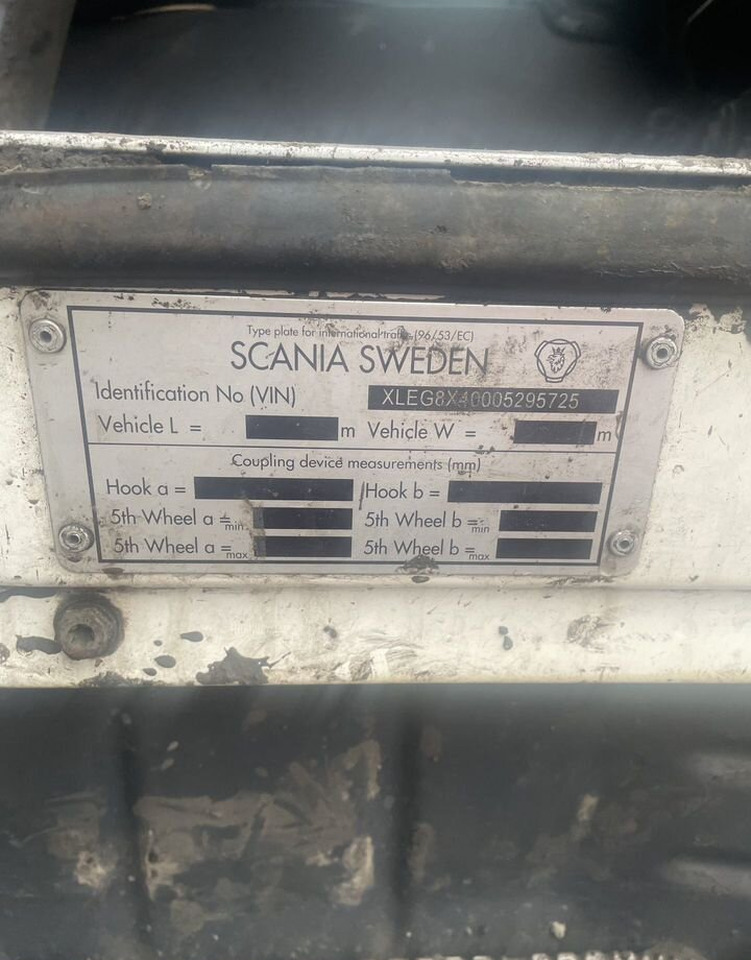 Type plate for international traffic (96/53/EC)
SCANIA SWEDEN
Identification No (VIN) XLEG8X40005295725
Vehicle L = m Vehicle W = m
Coupling device measurements (mm)
Hook a = Hook b =
5th Wheel a = min 5th Wheel b = min
5th Wheel a = max 5th Wheel b = max